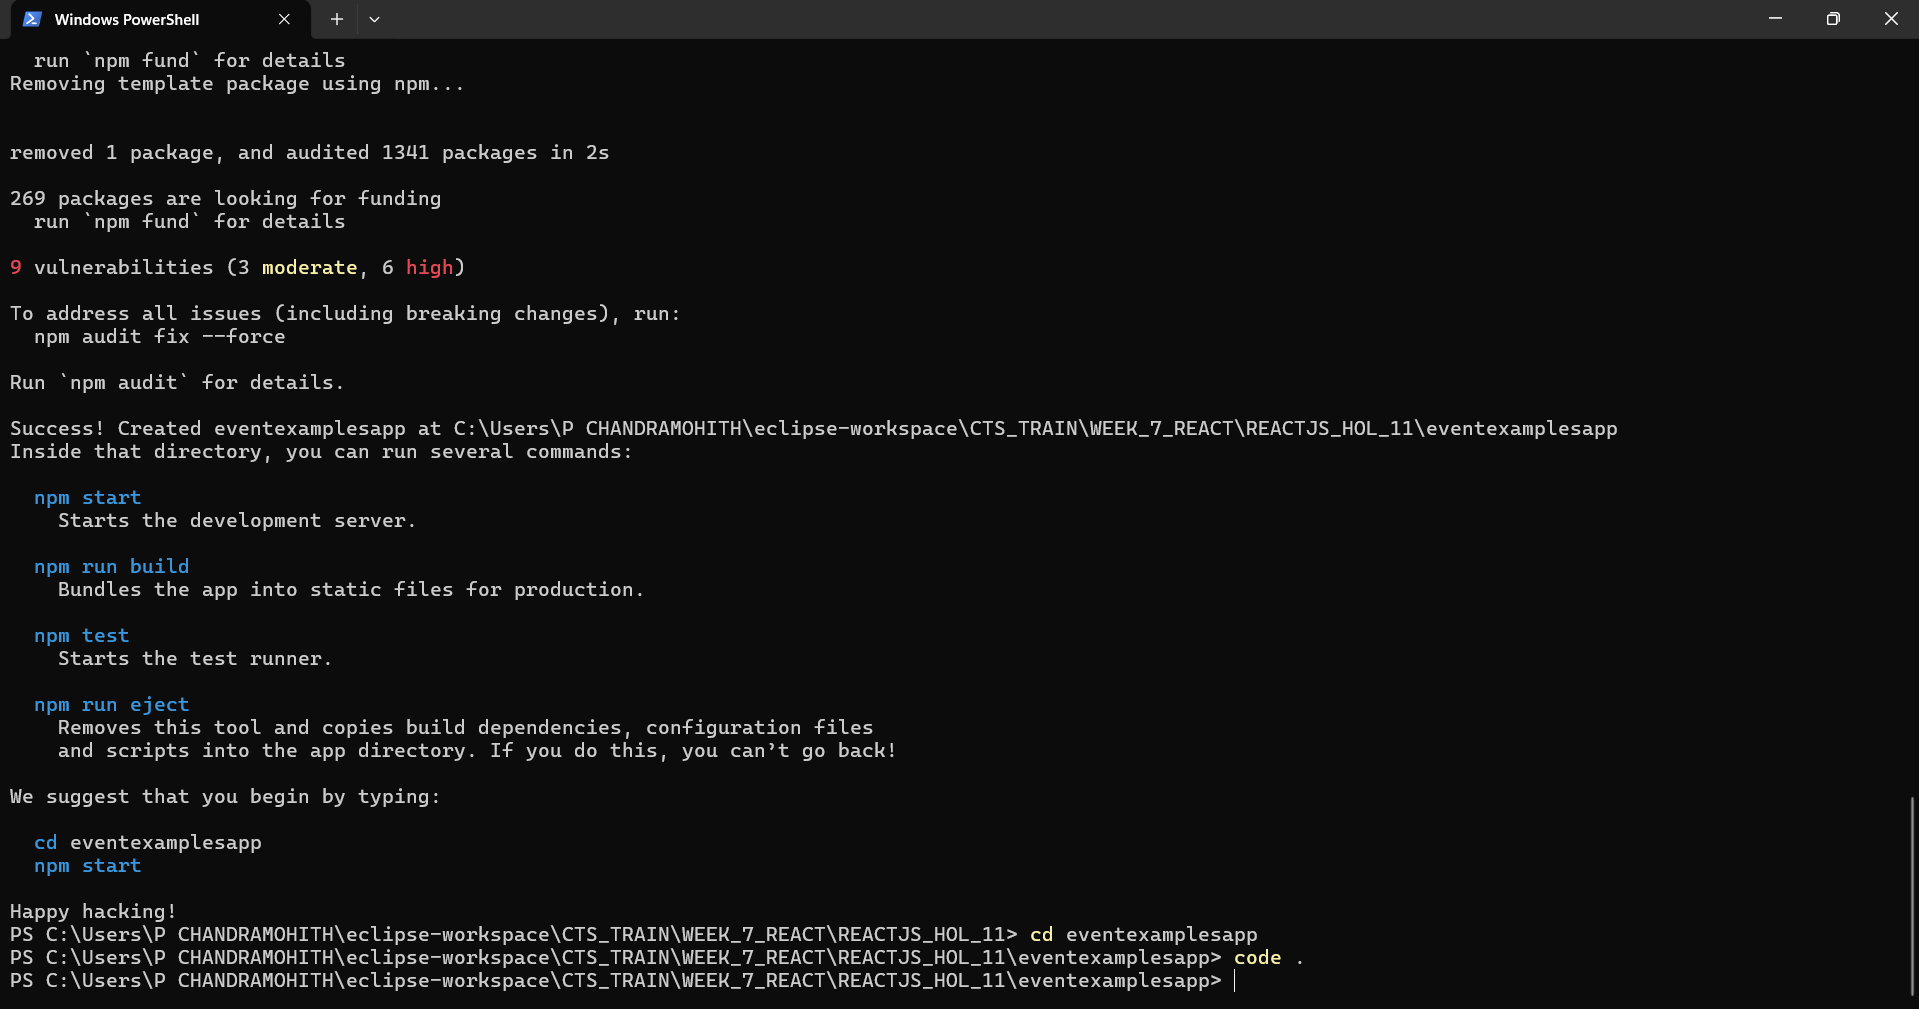 Windows PowerShell
run `npm fund` for details
Removing template package using npm...
removed 1 package, and audited 1341 packages in 2s
269 packages are looking for funding
run `npm fund` for details
9 vulnerabilities (3 moderate, 6 high)
To address all issues (including breaking changes), run:
npm audit fix --force
Run `npm audit` for details.
Success! Created eventexamplesapp at C:\Users\P CHANDRAMOHITH\eclipse-workspace\CTS_TRAIN\WEEK_7_REACT\REACTJS_HOL_11\eventexamplesapp
Inside that directory, you can run several commands:
npm start
Starts the development server.
npm run build
Bundles the app into static files for production.
npm test
Starts the test runner.
npm run eject
Removes this tool and copies build dependencies, configuration files
and scripts into the app directory. If you do this, you can’t go back!
We suggest that you begin by typing:
cd eventexamplesapp
npm start
Happy hacking!
PS C:\Users\P CHANDRAMOHITH\eclipse-workspace\CTS_TRAIN\WEEK_7_REACT\REACTJS_HOL_11> cd eventexamplesapp
PS C:\Users\P CHANDRAMOHITH\eclipse-workspace\CTS_TRAIN\WEEK_7_REACT\REACTJS_HOL_11\eventexamplesapp> code .
PS C:\Users\P CHANDRAMOHITH\eclipse-workspace\CTS_TRAIN\WEEK_7_REACT\REACTJS_HOL_11\eventexamplesapp>